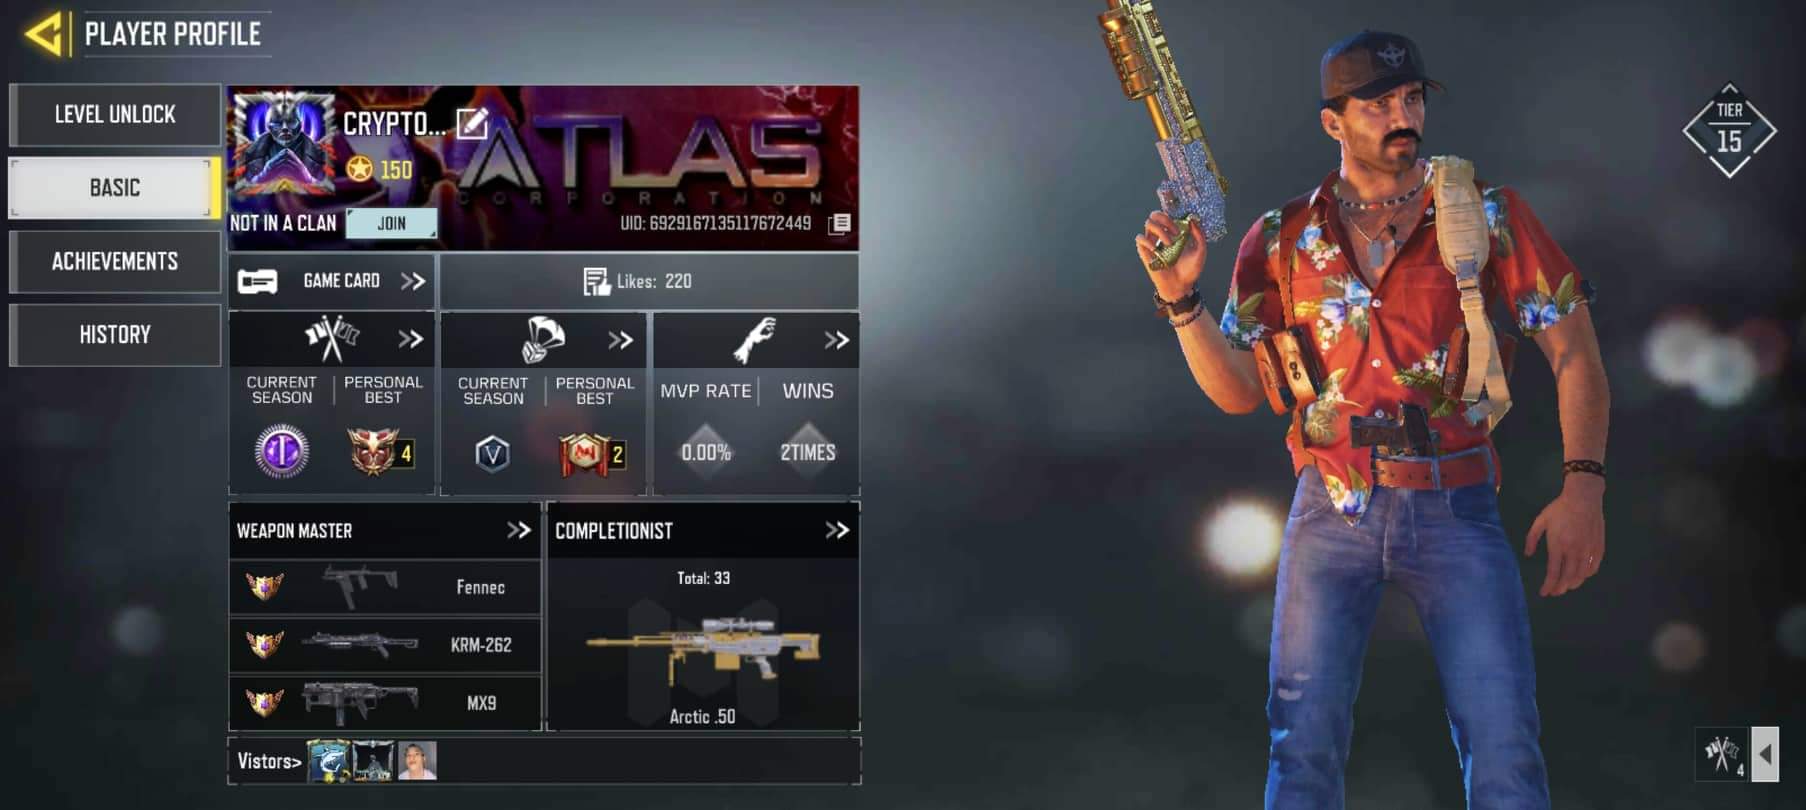 PLAYER PROFILE
LEVEL UNLOCK
BASIC
ACHIEVEMENTS
HISTORY
CRYPTO...
150
ATLAS
CORPORATION
NOT IN A CLAN
JOIN
UID: 6929167135117672449
GAME CARD
Likes: 220
CURRENT SEASON
PERSONAL BEST
I
4
CURRENT SEASON
PERSONAL BEST
V
2
MVP RATE
WINS
0.00%
2TIMES
WEAPON MASTER
Fennec
KRM-262
MX9
COMPLETIONIST
Total: 33
Arctic .50
Vistors>
TIER
15
4